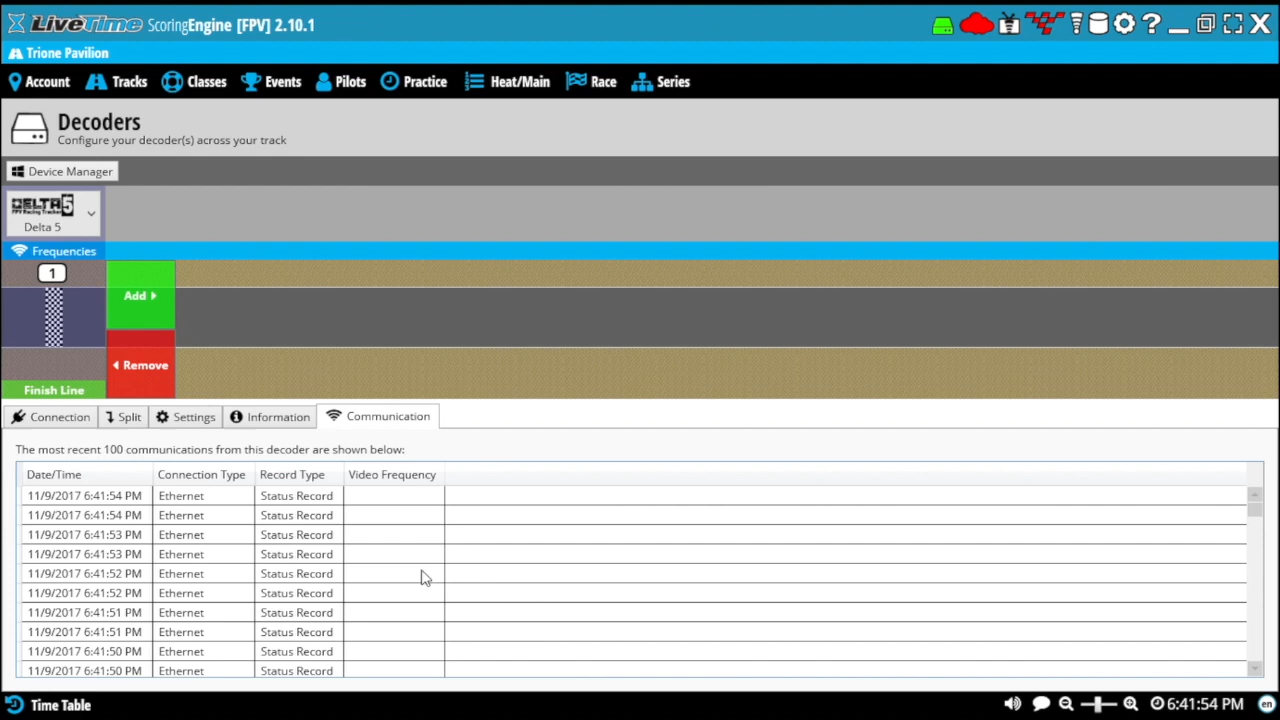 LiveTime ScoringEngine [FPV] 2.10.1
Trione Pavilion
Account Tracks Classes Events Pilots Practice Heat/Main Race Series
Decoders
Configure your decoder(s) across your track
Device Manager
DELTA5
FPV Racing Tracker
Delta 5
Frequencies
1
Add
Remove
Finish Line
Connection Split Settings Information Communication
The most recent 100 communications from this decoder are shown below:
Date/Time Connection Type Record Type Video Frequency
11/9/2017 6:41:54 PM Ethernet Status Record
11/9/2017 6:41:54 PM Ethernet Status Record
11/9/2017 6:41:53 PM Ethernet Status Record
11/9/2017 6:41:53 PM Ethernet Status Record
11/9/2017 6:41:52 PM Ethernet Status Record
11/9/2017 6:41:52 PM Ethernet Status Record
11/9/2017 6:41:51 PM Ethernet Status Record
11/9/2017 6:41:51 PM Ethernet Status Record
11/9/2017 6:41:50 PM Ethernet Status Record
11/9/2017 6:41:50 PM Ethernet Status Record
Time Table 6:41:54 PM en